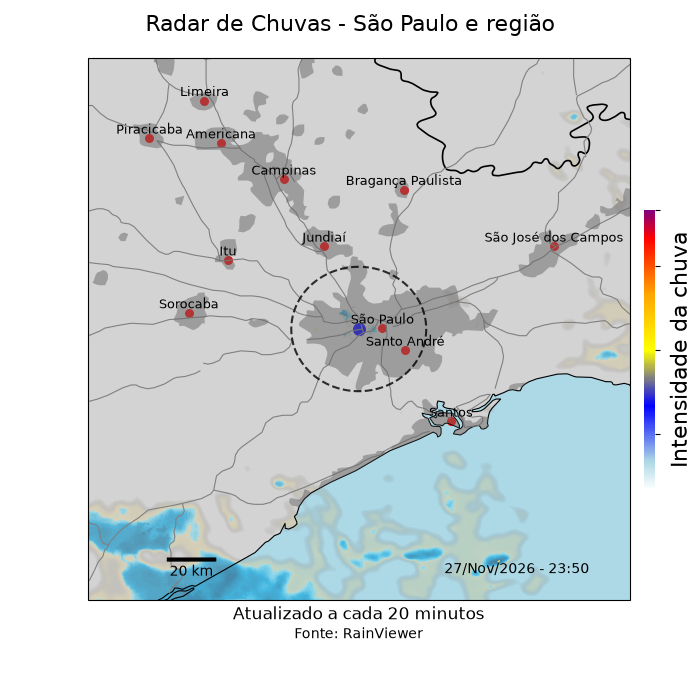 Radar de Chuvas - São Paulo e região
Limeira
Piracicaba
Americana
Campinas
Bragança Paulista
Jundiaí
São José dos Campos
Itu
Sorocaba
São Paulo
Santo André
Santos
Intensidade da chuva
27/Nov/2026 - 23:50
20 km
Atualizado a cada 20 minutos
Fonte: RainViewer